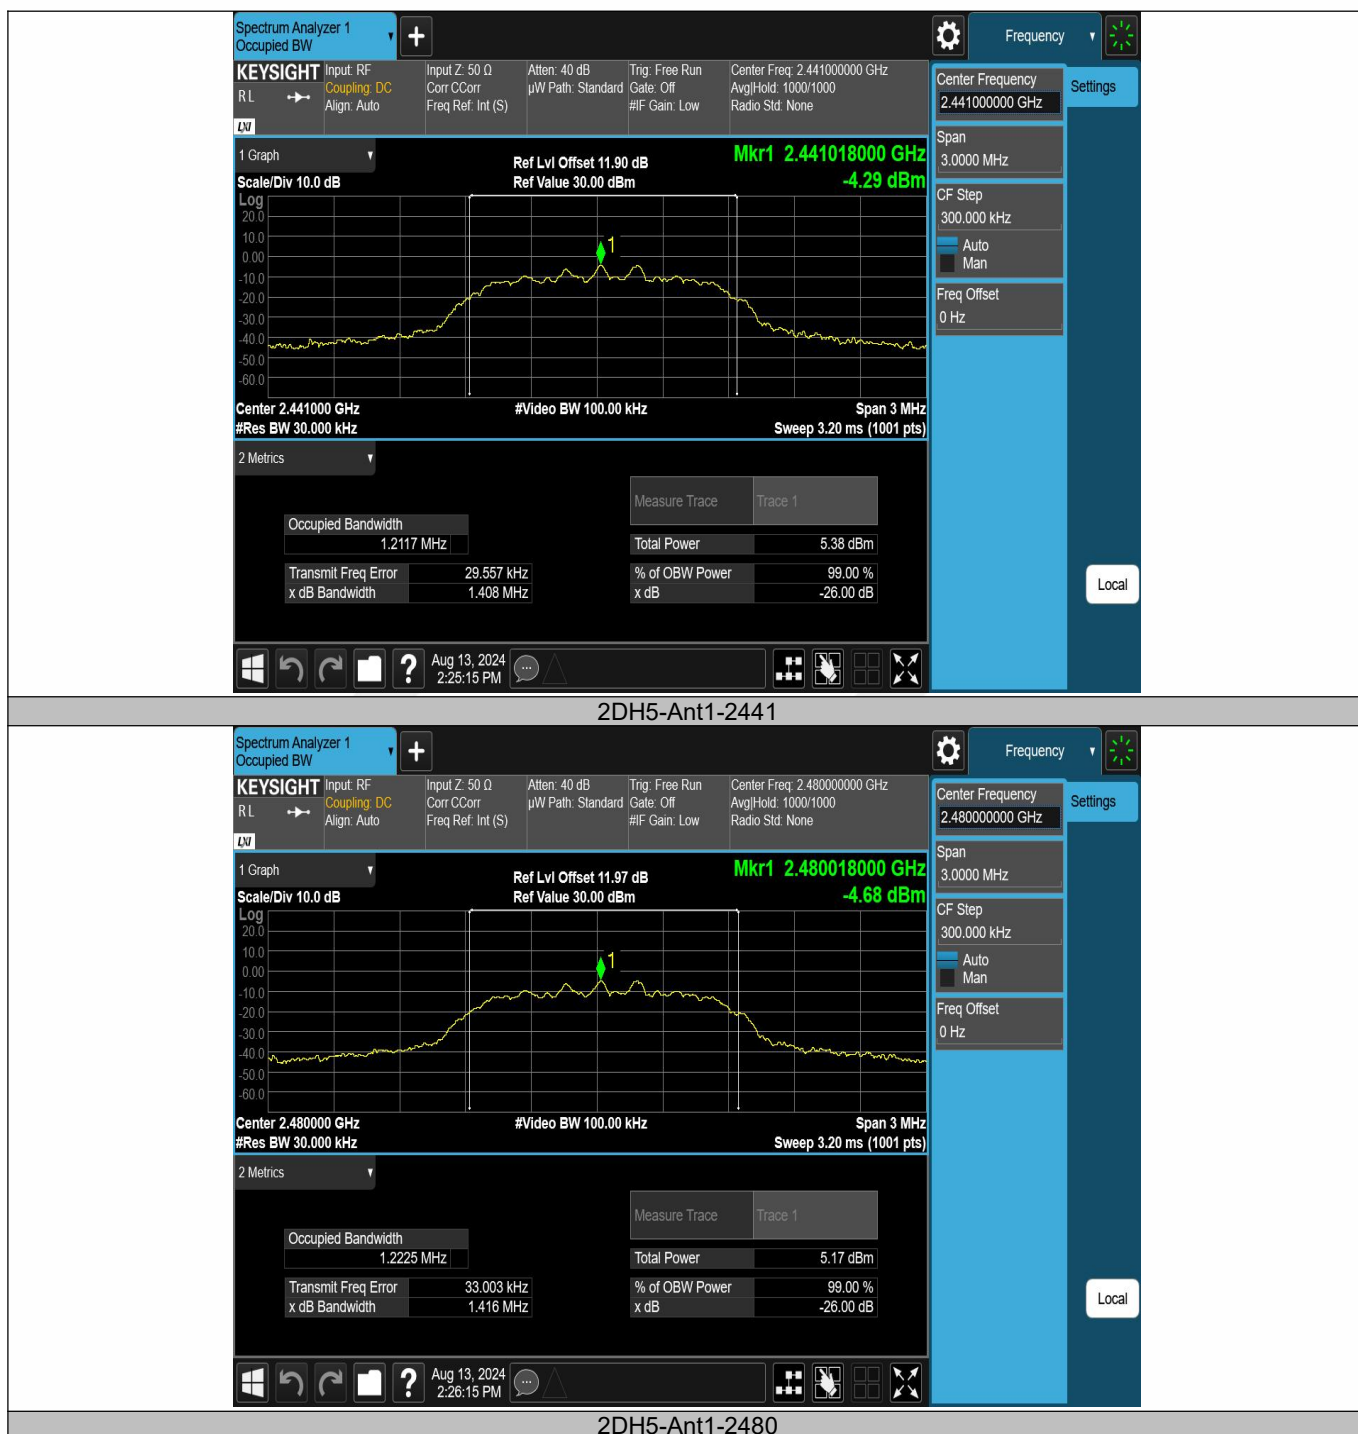 Spectrum Analyzer 1
Occupied BW
Frequency
KEYSIGHT
RL
LXI
Input: RF
Coupling: DC
Align: Auto
Input Z: 50 Ω
Corr CCorr
Freq Ref: Int (S)
Atten: 40 dB
µW Path: Standard
Trig: Free Run
Gate: Off
#IF Gain: Low
Center Freq: 2.441000000 GHz
Avg|Hold: 1000/1000
Radio Std: None
Center Frequency
2.441000000 GHz
Settings
Span
3.0000 MHz
CF Step
300.000 kHz
Auto
Man
Freq Offset
0 Hz
Local
1 Graph
Scale/Div 10.0 dB
Ref Lvl Offset 11.90 dB
Ref Value 30.00 dBm
Mkr1 2.441018000 GHz
-4.29 dBm
Log
20.0
10.0
0.00
-10.0
-20.0
-30.0
-40.0
-50.0
-60.0
1
Center 2.441000 GHz
#Video BW 100.00 kHz
Span 3 MHz
#Res BW 30.000 kHz
Sweep 3.20 ms (1001 pts)
2 Metrics
Measure Trace Trace 1
Occupied Bandwidth
1.2117 MHz
Total Power 5.38 dBm
Transmit Freq Error 29.557 kHz
% of OBW Power 99.00 %
x dB Bandwidth 1.408 MHz
x dB -26.00 dB
?
Aug 13, 2024
2:25:15 PM
2DH5-Ant1-2441
Spectrum Analyzer 1
Occupied BW
Frequency
KEYSIGHT
RL
LXI
Input: RF
Coupling: DC
Align: Auto
Input Z: 50 Ω
Corr CCorr
Freq Ref: Int (S)
Atten: 40 dB
µW Path: Standard
Trig: Free Run
Gate: Off
#IF Gain: Low
Center Freq: 2.480000000 GHz
Avg|Hold: 1000/1000
Radio Std: None
Center Frequency
2.480000000 GHz
Settings
Span
3.0000 MHz
CF Step
300.000 kHz
Auto
Man
Freq Offset
0 Hz
Local
1 Graph
Scale/Div 10.0 dB
Ref Lvl Offset 11.97 dB
Ref Value 30.00 dBm
Mkr1 2.480018000 GHz
-4.68 dBm
Log
20.0
10.0
0.00
-10.0
-20.0
-30.0
-40.0
-50.0
-60.0
1
Center 2.480000 GHz
#Video BW 100.00 kHz
Span 3 MHz
#Res BW 30.000 kHz
Sweep 3.20 ms (1001 pts)
2 Metrics
Measure Trace Trace 1
Occupied Bandwidth
1.2225 MHz
Total Power 5.17 dBm
Transmit Freq Error 33.003 kHz
% of OBW Power 99.00 %
x dB Bandwidth 1.416 MHz
x dB -26.00 dB
?
Aug 13, 2024
2:26:15 PM
2DH5-Ant1-2480